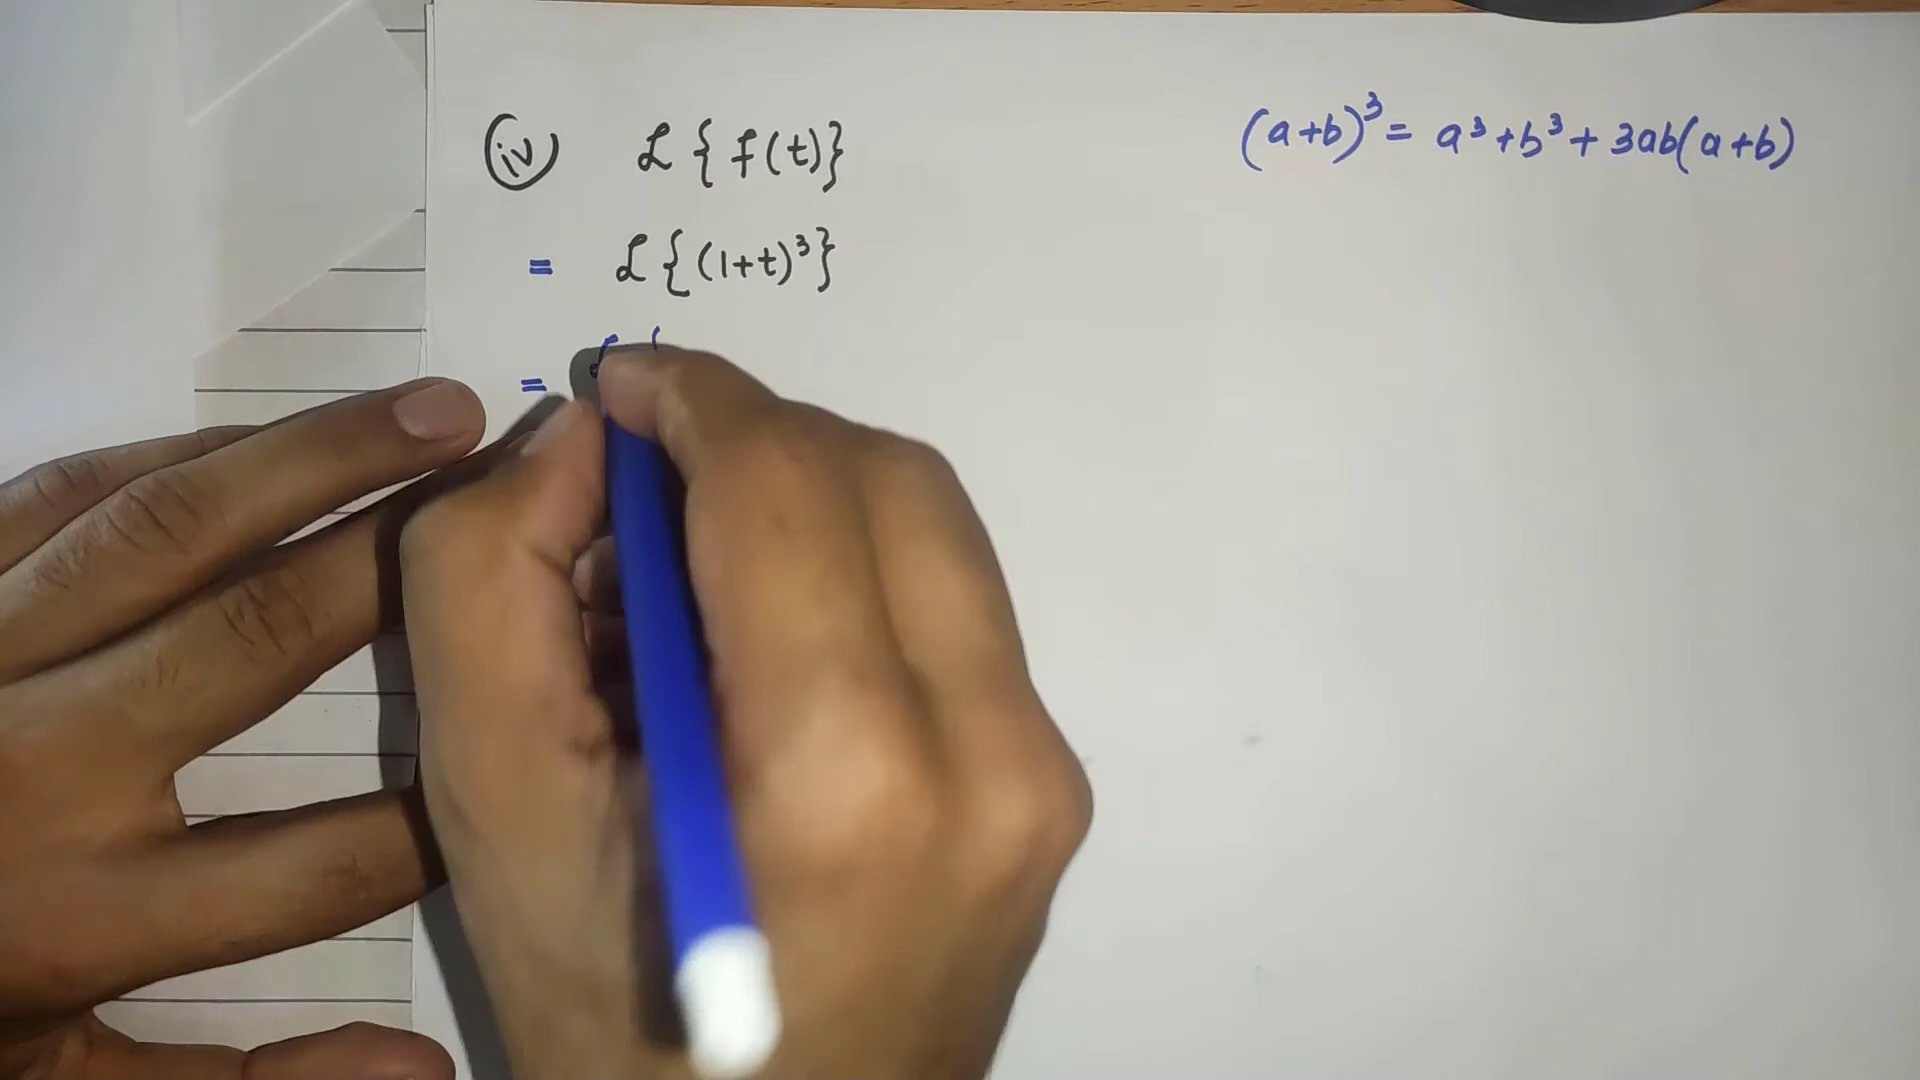 (iv) ℒ{f(t)}
(a+b)³ = a³+b³+3ab(a+b)
= ℒ{(1+t)³}
=